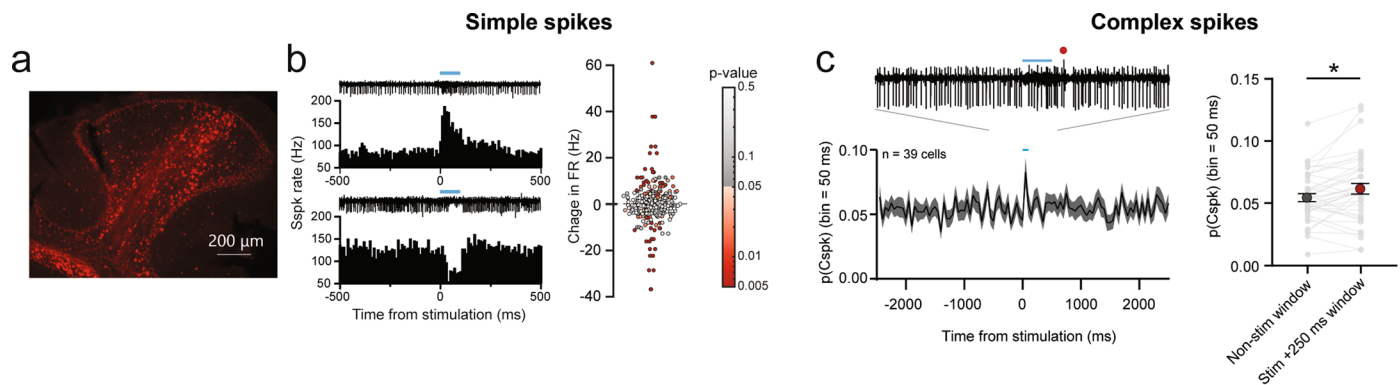 Simple spikes
Complex spikes
a
200 μm
b
Sspk rate (Hz)
200
150
100
50
-500
0
500
200
150
100
50
-500
0
500
Time from stimulation (ms)
Chage in FR (Hz)
60
40
20
0
-20
-40
p-value
0.5
0.1
0.05
0.01
0.005
c
n = 39 cells
p(Cspk) (bin = 50 ms)
0.10
0.05
0.00
-2000
-1000
0
1000
2000
Time from stimulation (ms)
p(Cspk) (bin = 50 ms)
0.15
0.10
0.05
0.00
*
Non-stim window
Stim +250 ms window